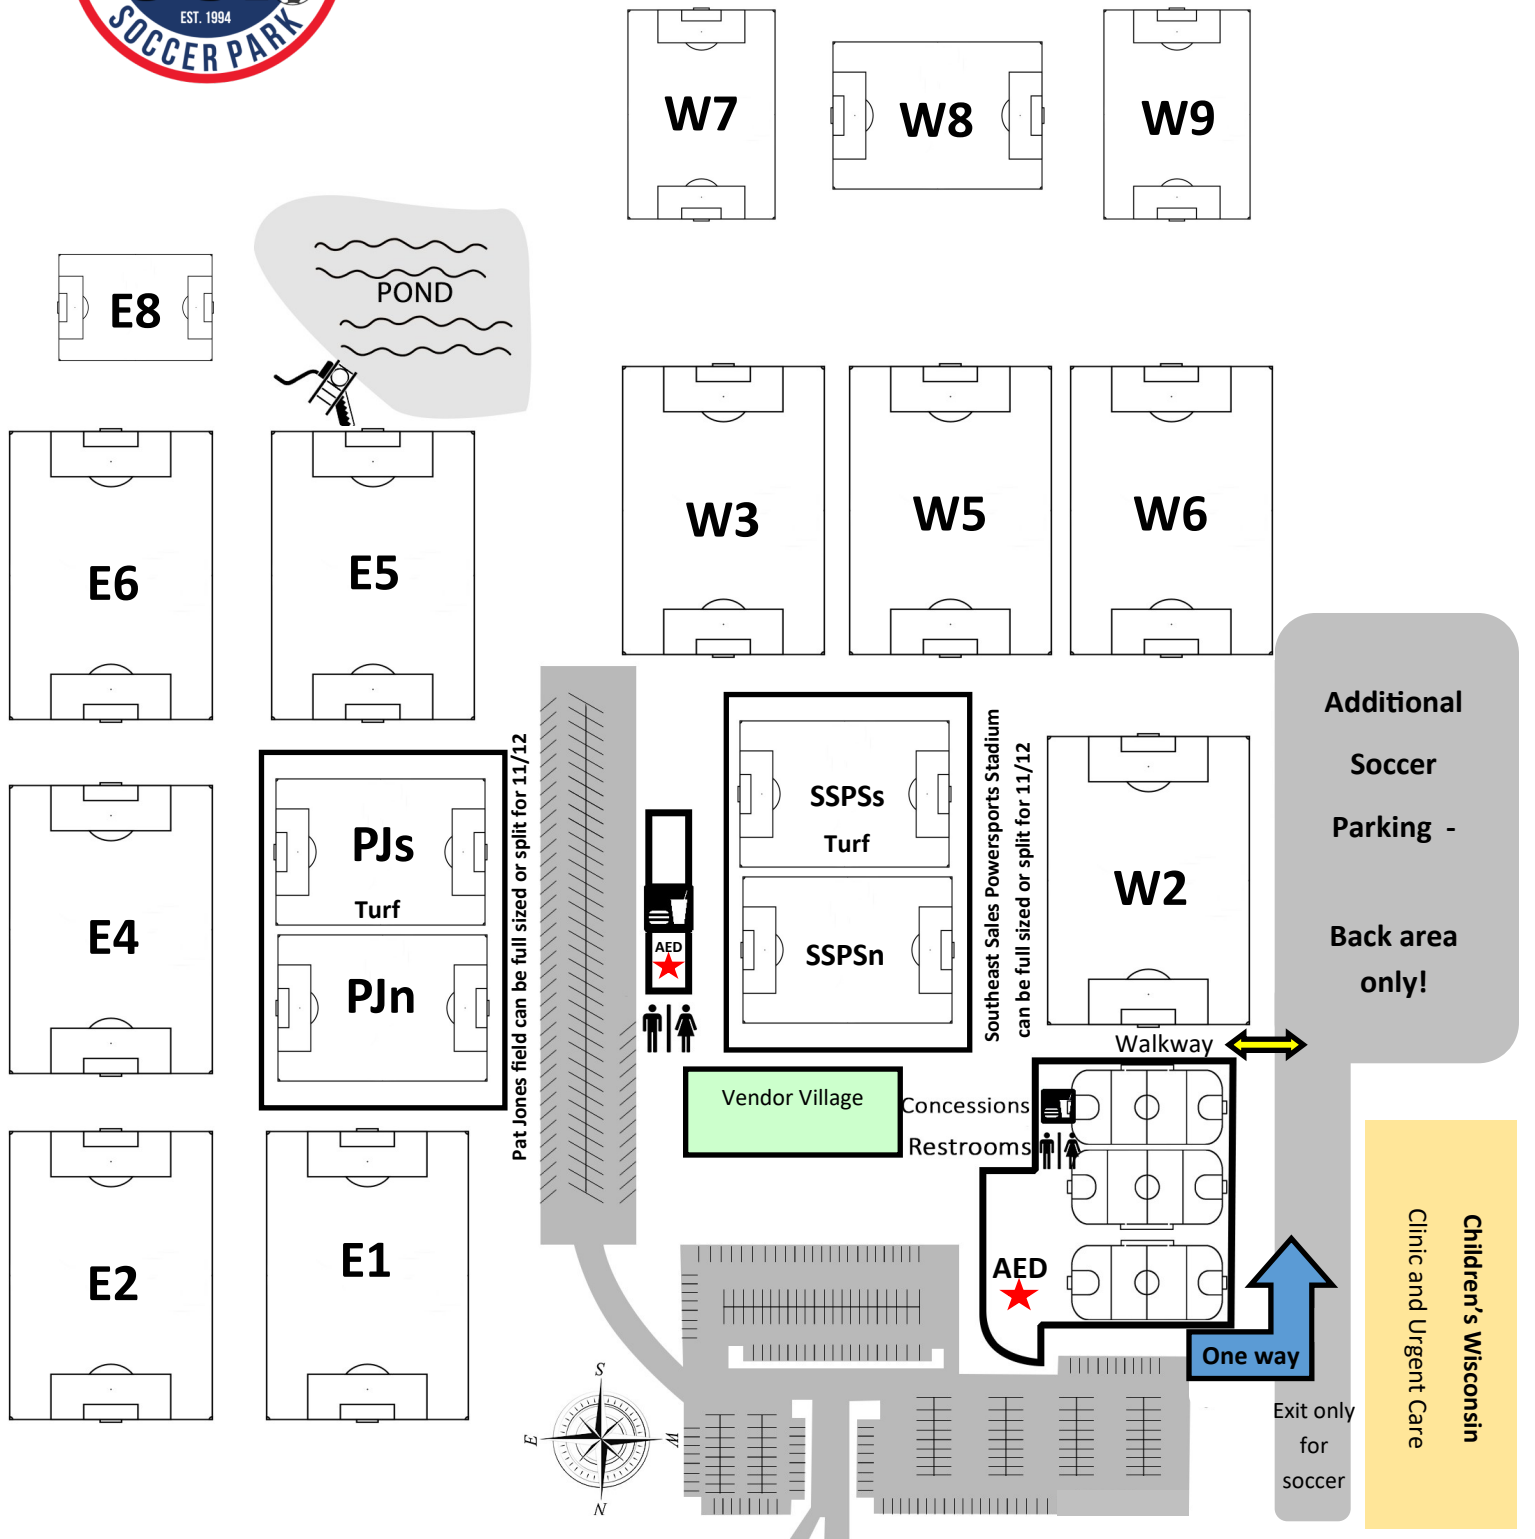 EST. 1994
SOCCER PARK
W7
W8
W9
POND
E8
W3
W5
W6
E6
E5
Additional
Soccer
Parking -
Back area
only!
Pat Jones field can be full sized or split for 11/12
Southeast Sales Powersports Stadium
can be full sized or split for 11/12
SSPSs
Turf
SSPSn
PJs
Turf
PJn
E4
W2
AED
Walkway
Vendor Village
Concessions
Restrooms
E2
E1
AED
One way
Exit only
for
soccer
Children's Wisconsin
Clinic and Urgent Care
S
E
W
N